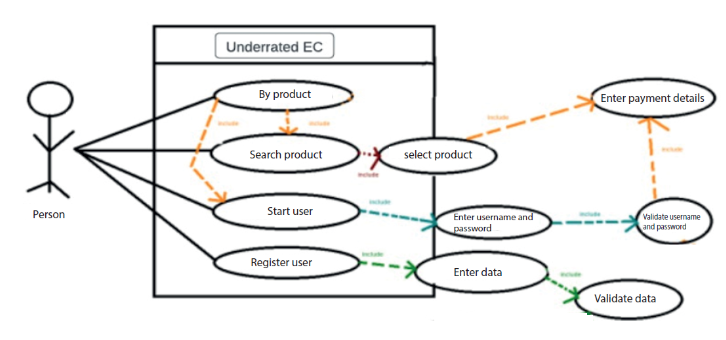 Underrated EC
By product
Enter payment details
include
include
include
Search product
select product
include
include
Person
Start user
include
Enter username and
password
include
Validate username
and password
Register user
include
Enter data
include
Validate data